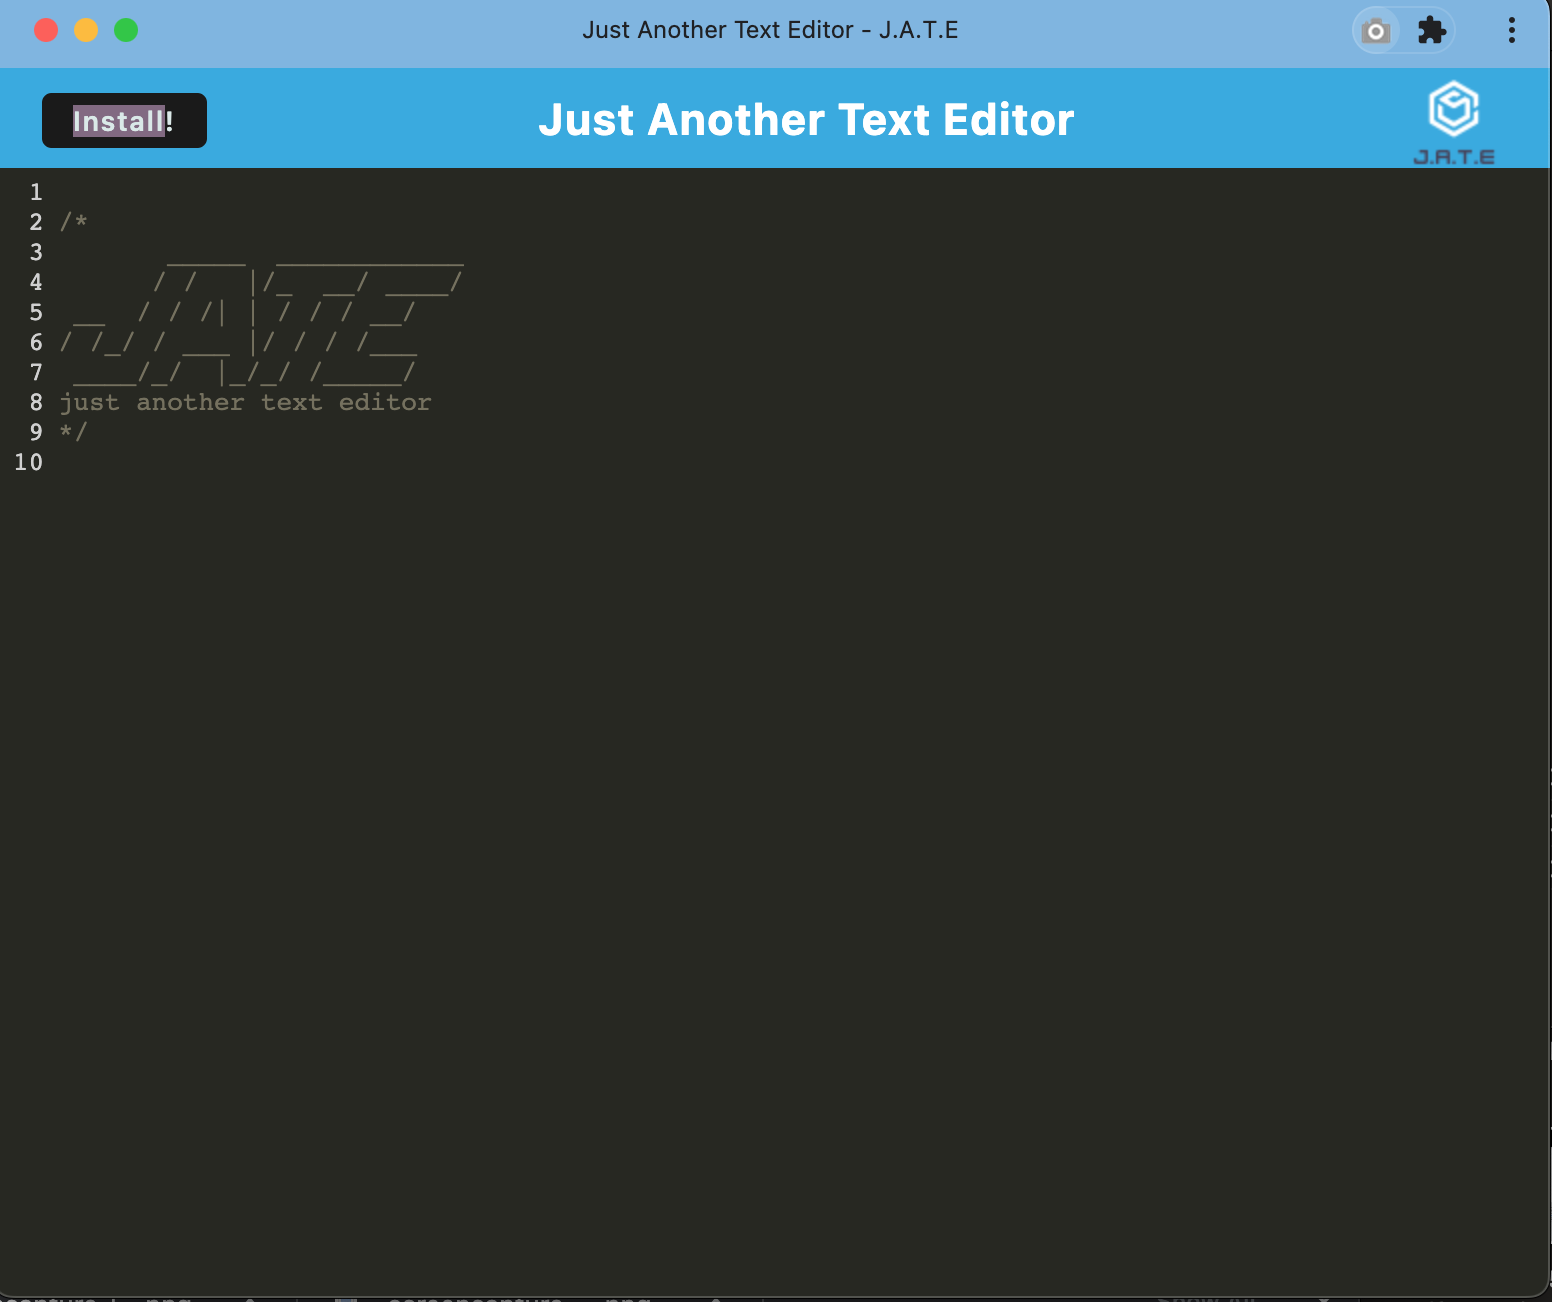 Just Another Text Editor - J.A.T.E
Install!
Just Another Text Editor
J.A.T.E
1
2 /*
3        _____  ____________
4       / /   |/_  __/ ____/
5  __  / / /| | / / / __/
6 / /_/ / ___ |/ / / /___
7  ____/_/  |_/_/ /_____/
8 just another text editor
9 */
10